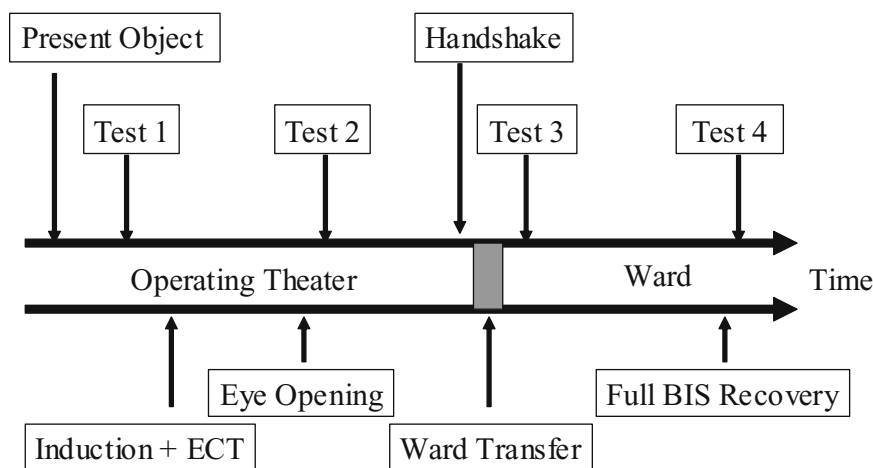 Present Object
Handshake
Test 1
Test 2
Test 3
Test 4
Operating Theater
Ward
Time
Eye Opening
Full BIS Recovery
Induction + ECT
Ward Transfer